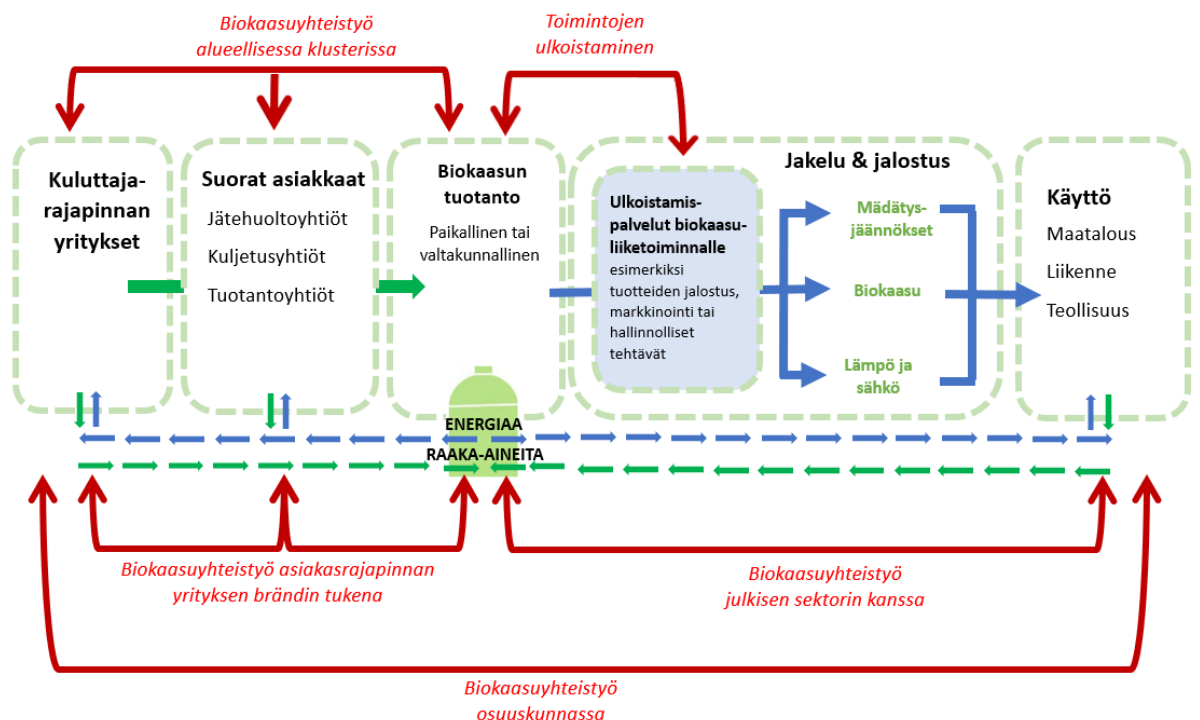 Biokaasuyhteistyö
alueellisessa klusterissa
Toimintojen
ulkoistaminen
Kuluttaja-
rajapinnan
yritykset
Suorat asiakkaat
Jätehuoltoyhtiöt
Kuljetusyhtiöt
Tuotantoyhtiöt
Biokaasun
tuotanto
Paikallinen tai
valtakunnallinen
Jakelu & jalostus
Ulkoistamis-
palvelut biokaasu-
liiketoiminnalle
esimerkiksi
tuotteiden jalostus,
markkinointi tai
hallinnolliset
tehtävät
Mädätys-
jäännökset
Biokaasu
Lämpö ja
sähkö
Käyttö
Maatalous
Liikenne
Teollisuus
ENERGIAA
RAAKA-AINEITA
Biokaasuyhteistyö asiakasrajapinnan
yrityksen brändin tukena
Biokaasuyhteistyö
julkisen sektorin kanssa
Biokaasuyhteistyö
osuuskunnassa